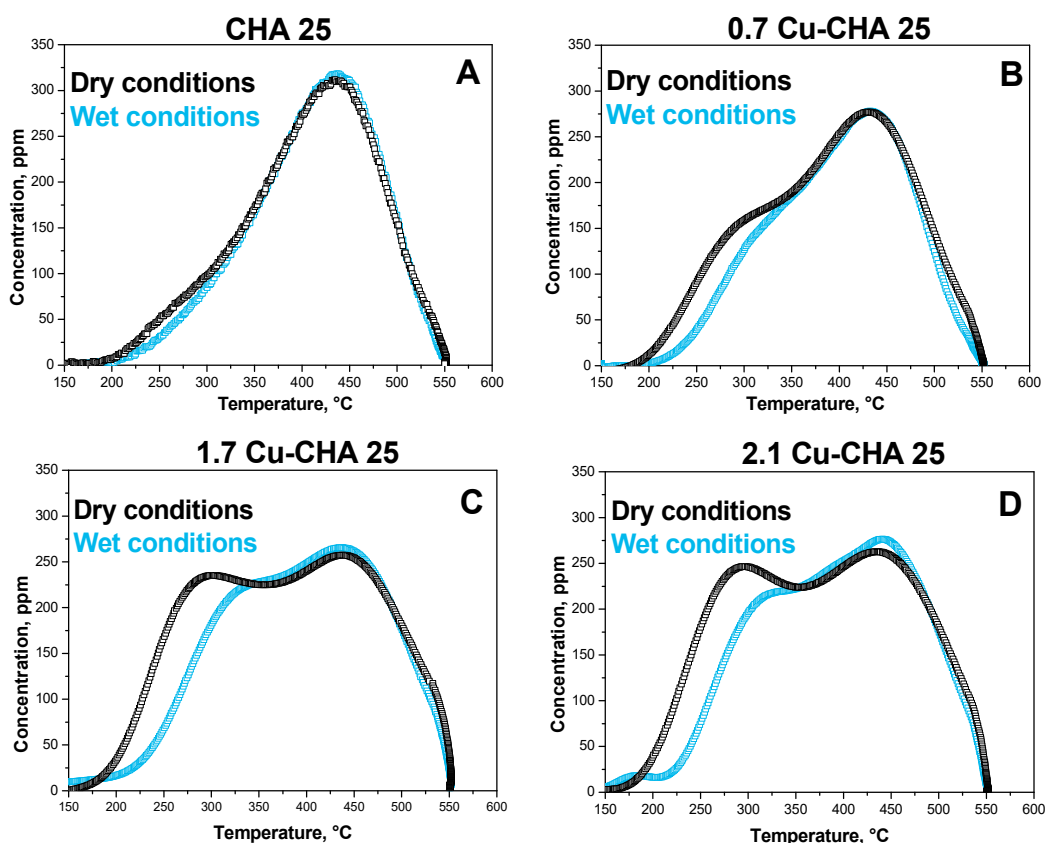 CHA 25
A
Dry conditions
Wet conditions
Concentration, ppm
350
300
250
200
150
100
50
0
150 200 250 300 350 400 450 500 550 600
Temperature, °C
0.7 Cu-CHA 25
B
Dry conditions
Wet conditions
Concentration, ppm
350
300
250
200
150
100
50
0
150 200 250 300 350 400 450 500 550 600
Temperature, °C
1.7 Cu-CHA 25
C
Dry conditions
Wet conditions
Concentration, ppm
350
300
250
200
150
100
50
0
150 200 250 300 350 400 450 500 550 600
Temperature, °C
2.1 Cu-CHA 25
D
Dry conditions
Wet conditions
Concentration, ppm
350
300
250
200
150
100
50
0
150 200 250 300 350 400 450 500 550 600
Temperature, °C